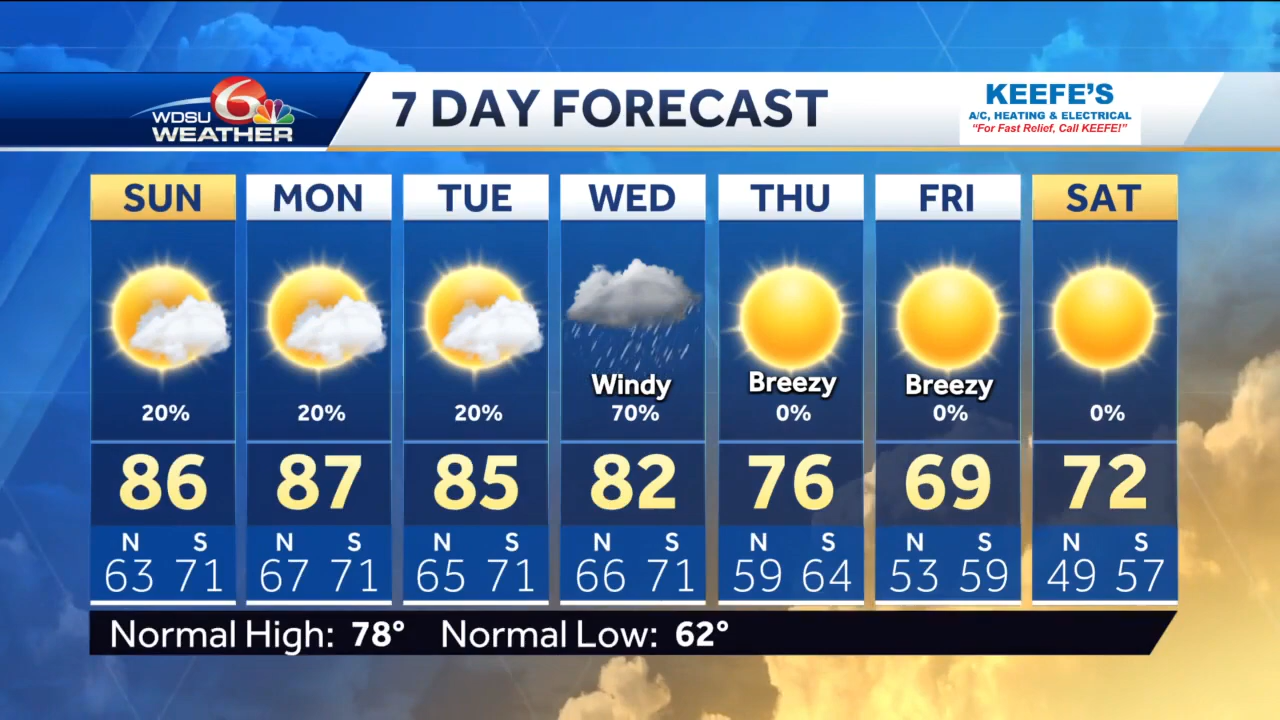 WDSU 6
WEATHER
7 DAY FORECAST
KEEFE'S
A/C, HEATING & ELECTRICAL
"For Fast Relief, Call KEEFE!"
SUN MON TUE WED THU FRI SAT
Windy Breezy Breezy
20% 20% 20% 70% 0% 0% 0%
86 87 85 82 76 69 72
N S N S N S N S N S N S N S
63 71 67 71 65 71 66 71 59 64 53 59 49 57
Normal High: 78° Normal Low: 62°